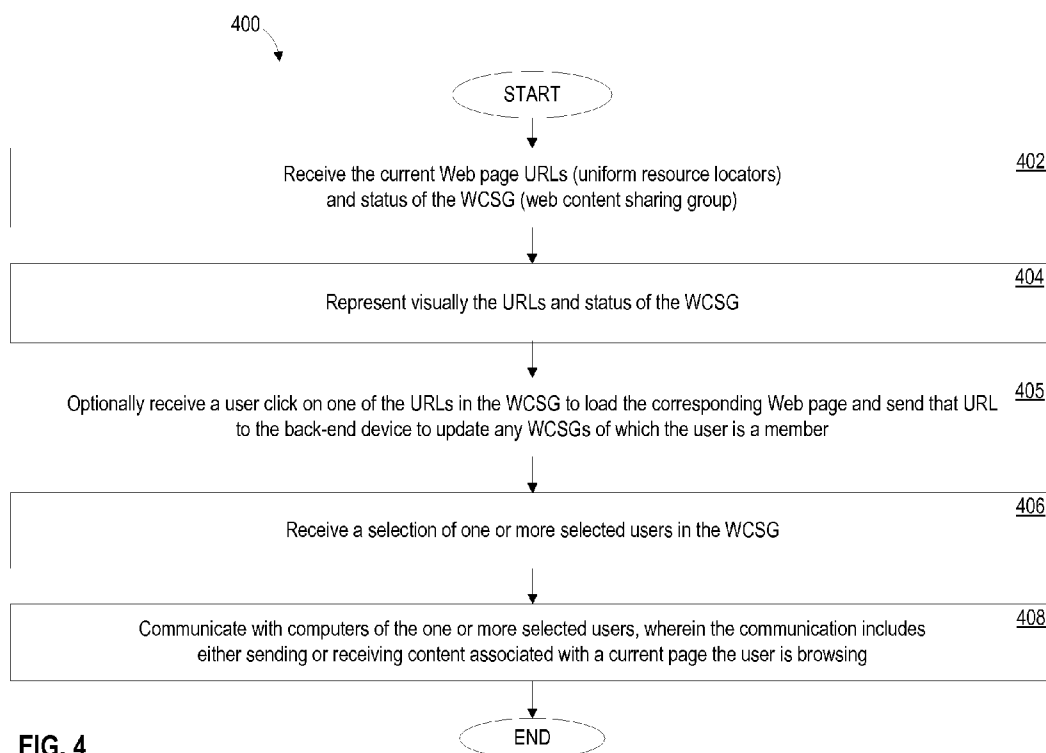 400
START
Receive the current Web page URLs (uniform resource locators)
and status of the WCSG (web content sharing group)
402
Represent visually the URLs and status of the WCSG
404
Optionally receive a user click on one of the URLs in the WCSG to load the corresponding Web page and send that URL
to the back-end device to update any WCSGs of which the user is a member
405
Receive a selection of one or more selected users in the WCSG
406
Communicate with computers of the one or more selected users, wherein the communication includes
either sending or receiving content associated with a current page the user is browsing
408
END
FIG. 4